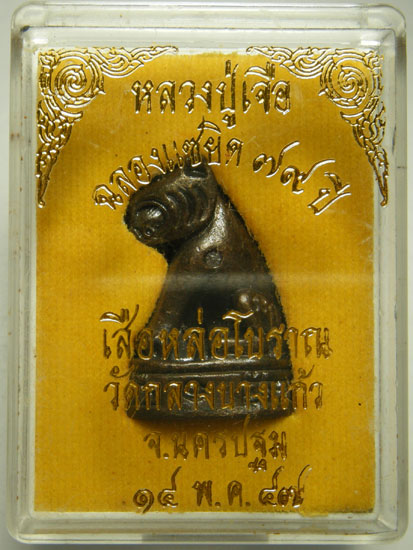 หลวงปู่เจือ
ฉลองแซยิด ๗๙ ปี
เสือหล่อโบราณ
วัดกลางบางแก้ว
จ.นครปฐม
๑๔ พ.ค. ๔๗